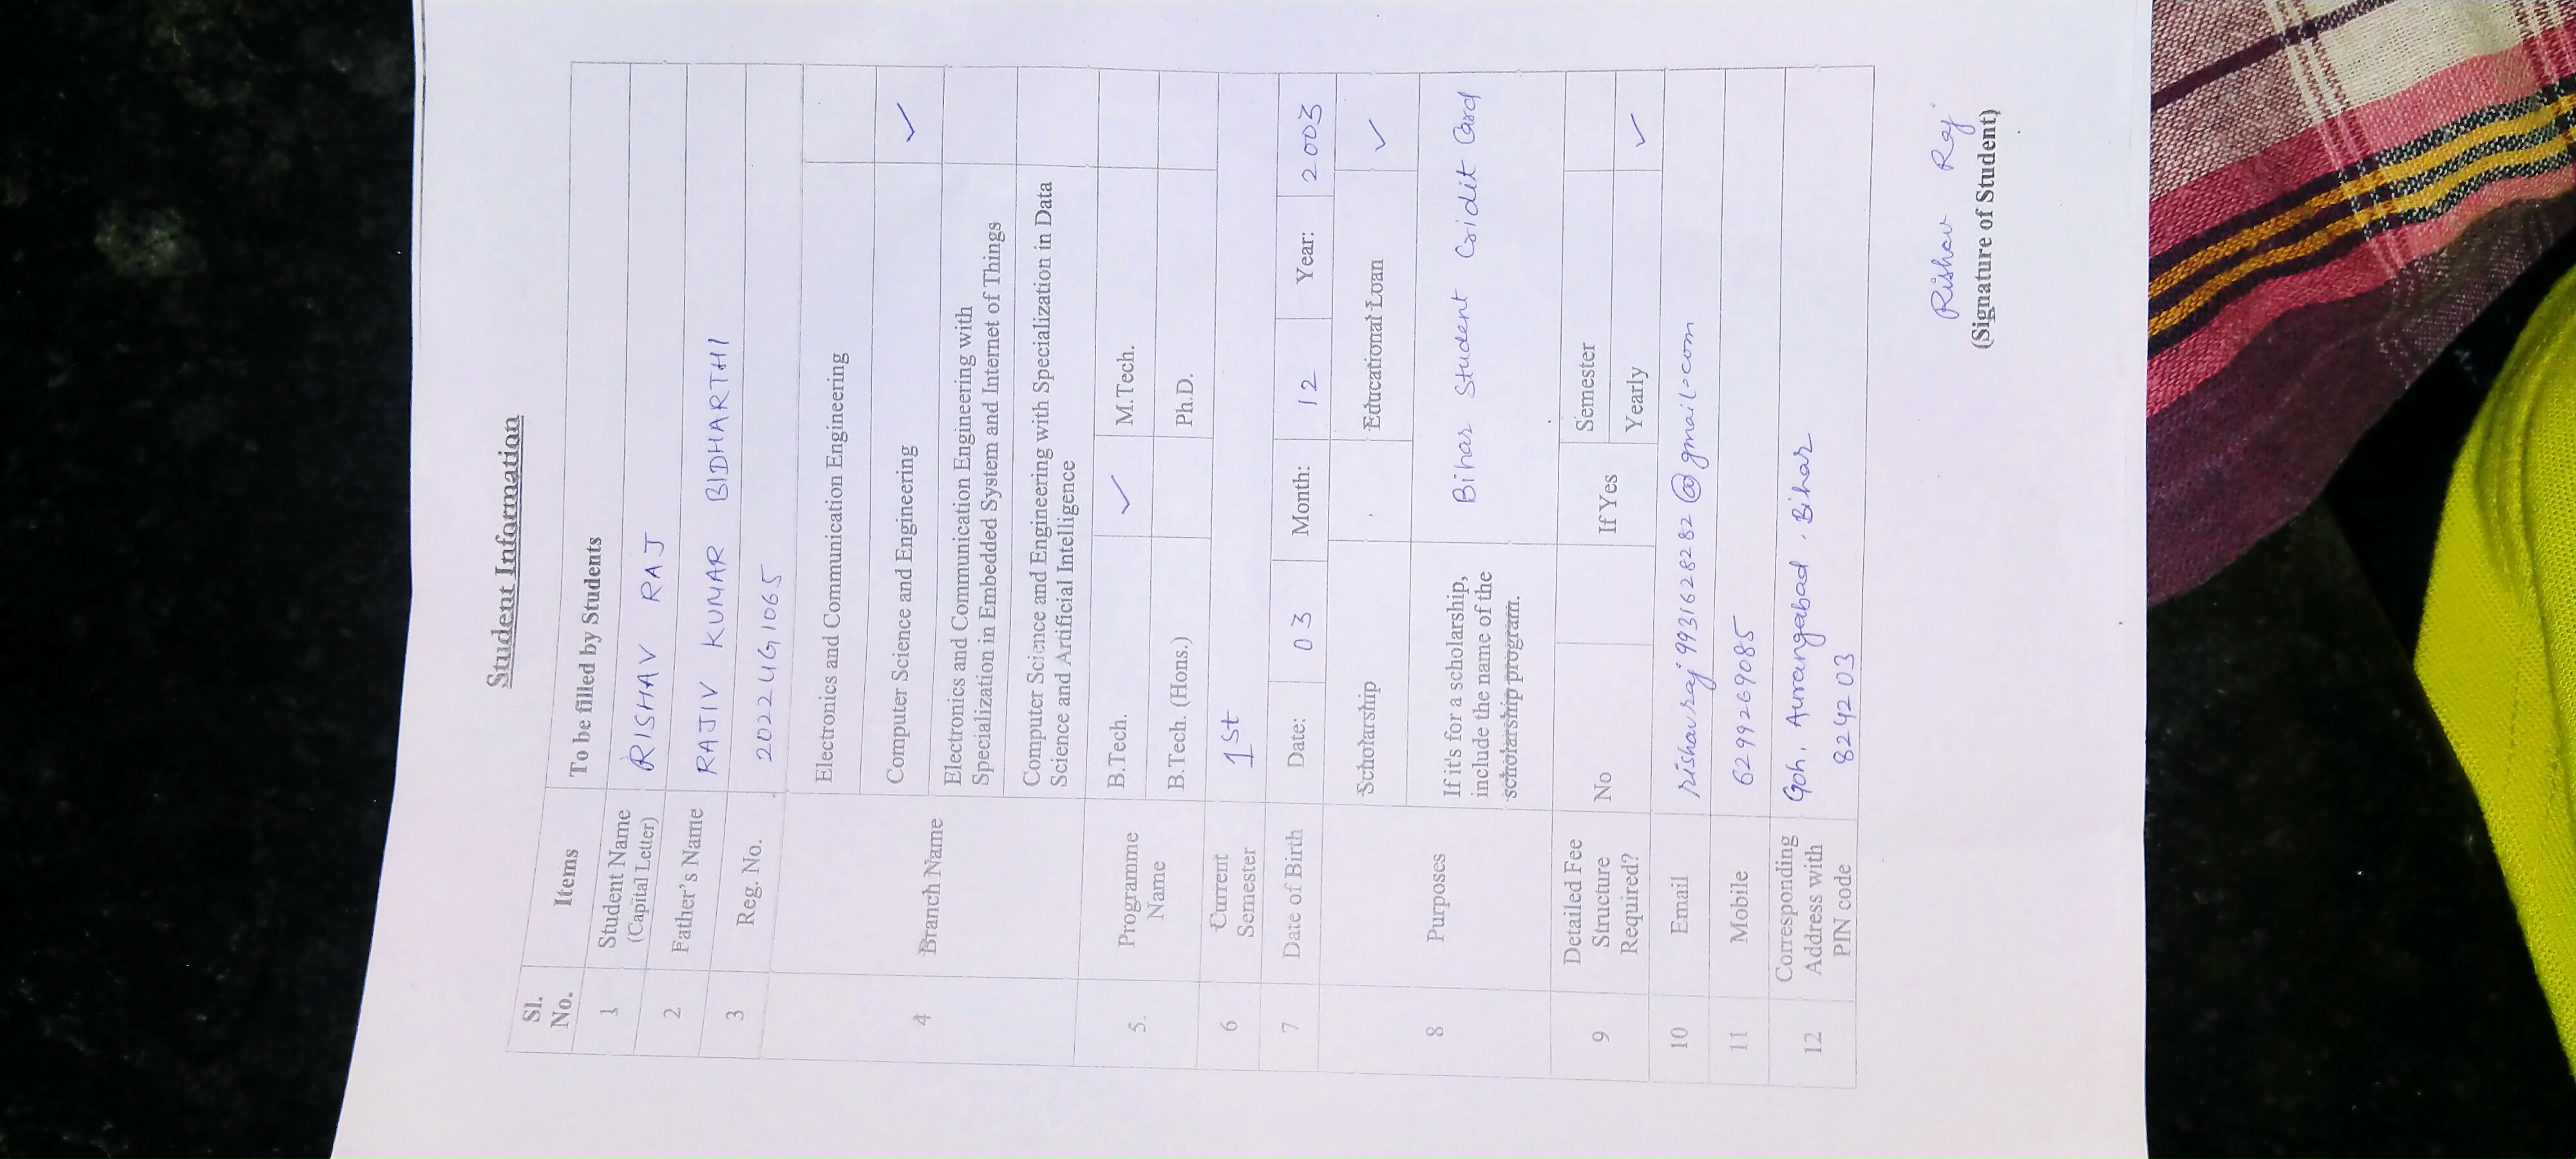 Student Information
Sl. No. Items To be filled by Students
1 Student Name (Capital Letter) RISHAV RAJ
2 Father's Name RAJIV KUMAR BIDHARTHI
3 Reg. No. 2022UG1065
4 Branch Name
Electronics and Communication Engineering
Computer Science and Engineering ✓
Electronics and Communication Engineering with
Specialization in Embedded System and Internet of Things
Computer Science and Engineering with Specialization in Data
Science and Artificial Intelligence
5. Programme Name
B.Tech. ✓ M.Tech.
B.Tech. (Hons.) Ph.D.
6 Current Semester 1st
7 Date of Birth Date: 03 Month: 12 Year: 2003
8 Purposes
Scholarship Educational Loan ✓
If it's for a scholarship,
include the name of the
scholarship program.
Bihar Student Cridit Card
9 Detailed Fee Structure Required?
No If Yes
Semester
Yearly ✓
10 Email rishavraj9931628282@gmail.com
11 Mobile 6299269085
12 Corresponding Address with PIN code
Goh, Aurangabad, Bihar
824203
Rishav Raj
(Signature of Student)